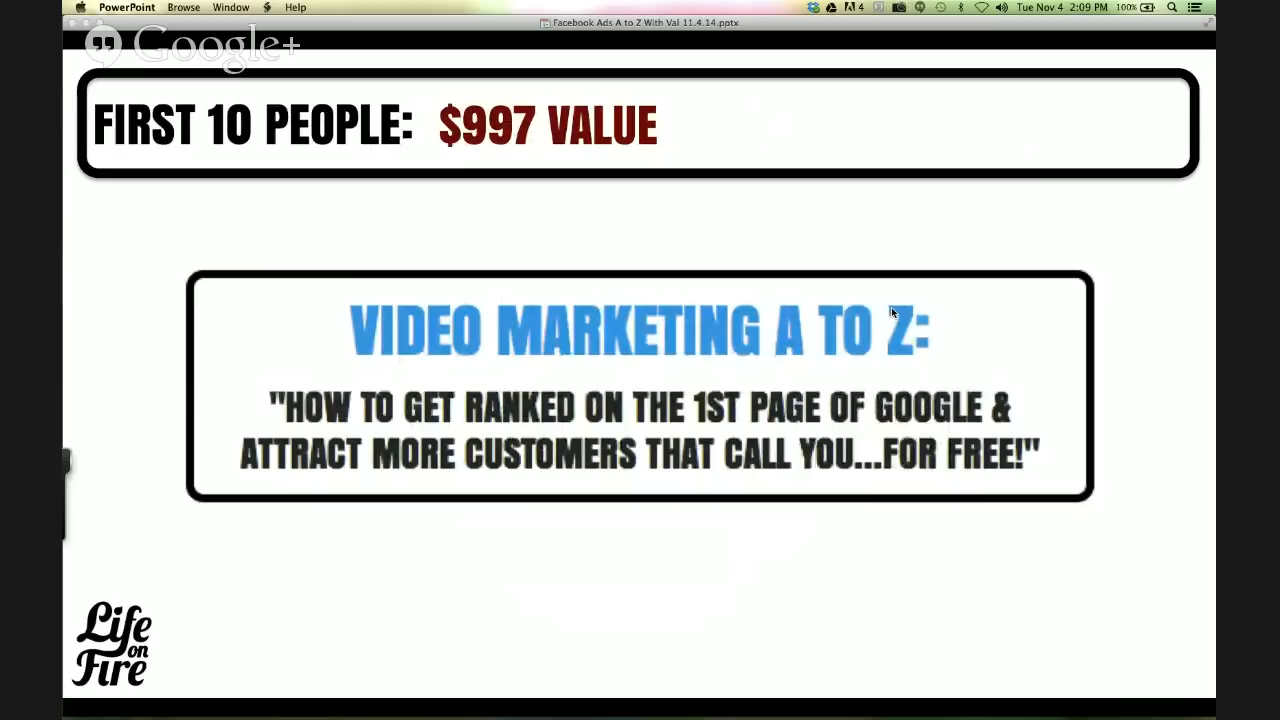 PowerPoint Browse Window Help 4 100% Tue Nov 4 2:09 PM
Facebook Ads A to Z With Val 11.4.14.pptx
Google+
FIRST 10 PEOPLE: $997 VALUE
VIDEO MARKETING A TO Z:
"HOW TO GET RANKED ON THE 1ST PAGE OF GOOGLE &
ATTRACT MORE CUSTOMERS THAT CALL YOU...FOR FREE!"
Life
on
Fire